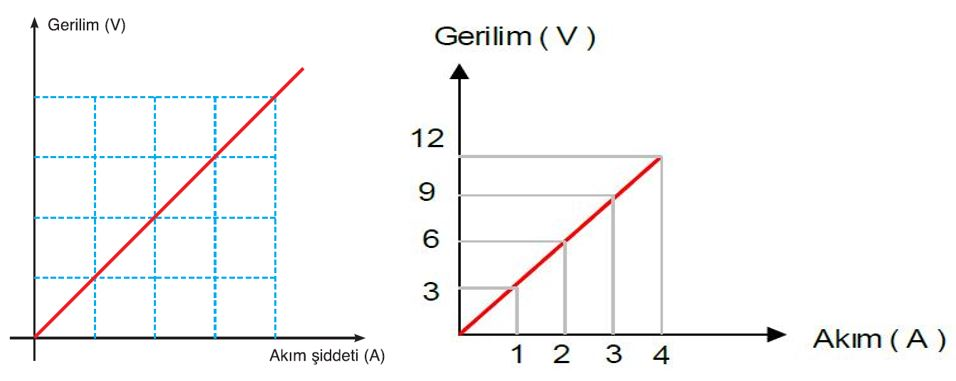 Gerilim (V)
Akım şiddeti (A)
Gerilim ( V )
12
9
6
3
1 2 3 4
Akım ( A )